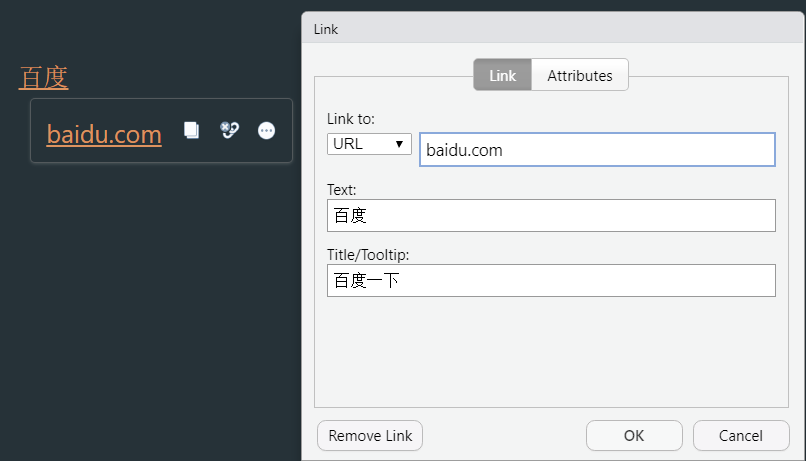 百度
baidu.com
Link
Link Attributes
Link to:
URL baidu.com
Text:
百度
Title/Tooltip:
百度一下
Remove Link OK Cancel